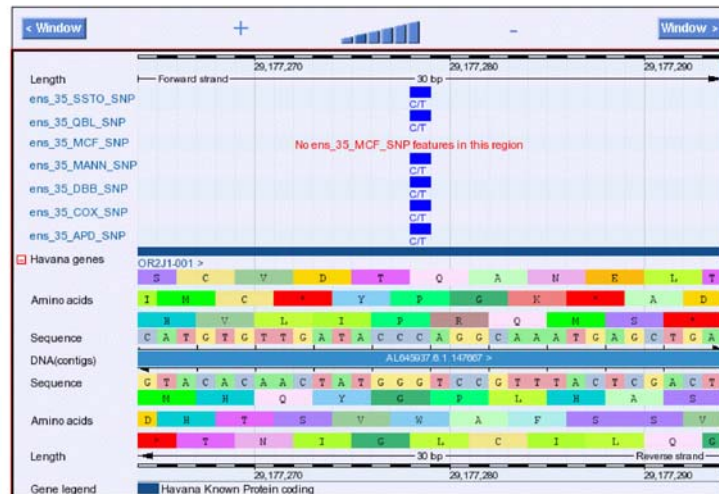 < Window + - Window >
29,177,270 29,177,280 29,177,290
Length Forward strand 30 bp
ens_35_SSTO_SNP C/T
ens_35_QBL_SNP C/T
ens_35_MCF_SNP No ens_35_MCF_SNP features in this region
ens_35_MANN_SNP C/T
ens_35_DBB_SNP C/T
ens_35_COX_SNP C/T
ens_35_APD_SNP C/T
Havana genes
OR2J1-001 >
S C V D T Q A N E L T
Amino acids I M C * Y P G K * A D
H V L I P R Q M S *
Sequence C A T G T G T T G A T A C C C A G G C A A A T G A G C T G A
DNA(contigs) AL645937.6.1.147667 >
Sequence G T A C A C A A C T A T G G G T C C G T T T A C T C G A C T
M H Q Y G P L H A S
Amino acids D H T S V W A F S S V
* T N I G L C I L Q G
Length 30 bp Reverse strand
29,177,270 29,177,280 29,177,290
Gene legend Havana Known Protein coding